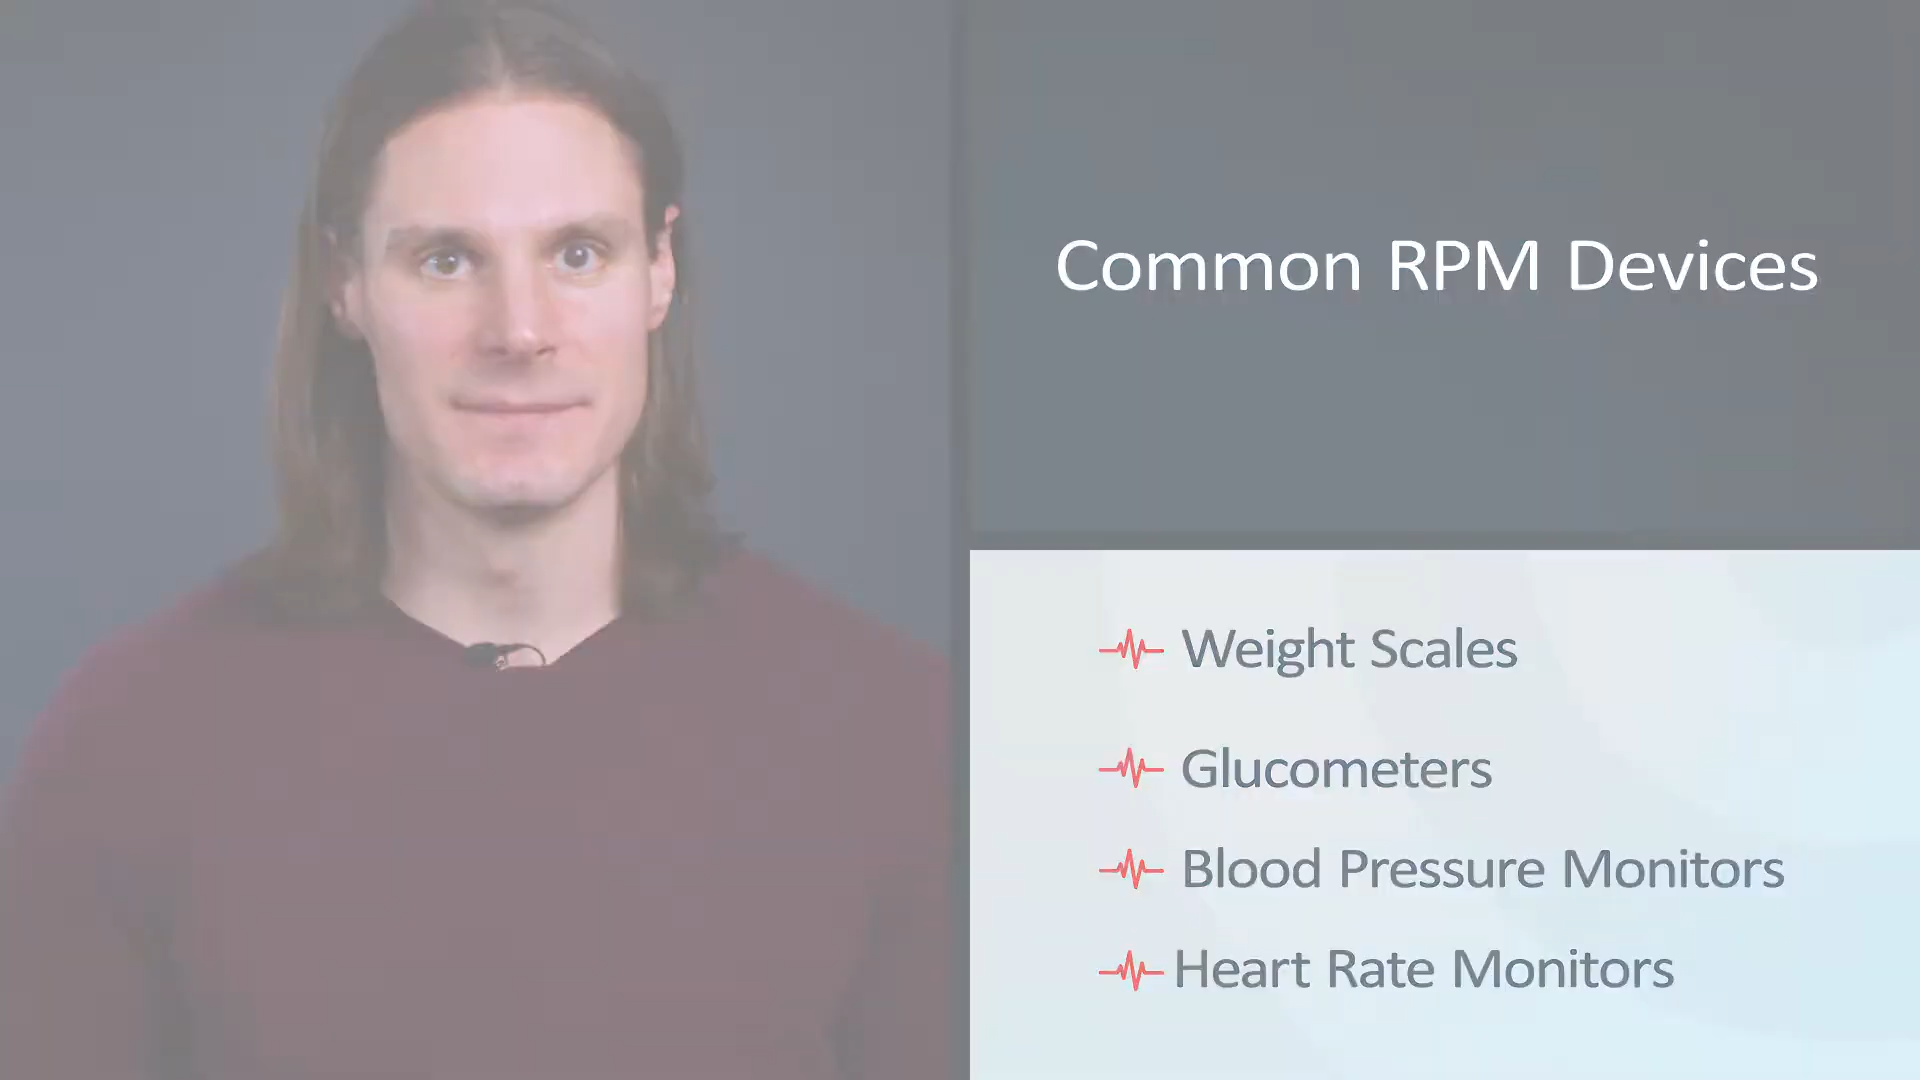 Common RPM Devices
Weight Scales
Glucometers
Blood Pressure Monitors
Heart Rate Monitors